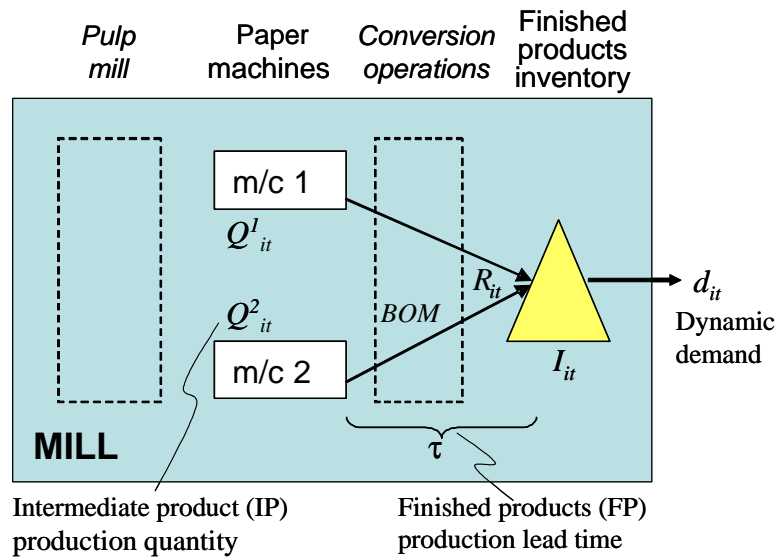 Pulp
mill
Paper
machines
Conversion
operations
Finished
products
inventory
m/c 1
Q¹ᵢₜ
Q²ᵢₜ
m/c 2
BOM
Rᵢₜ
Iᵢₜ
dᵢₜ
Dynamic
demand
τ
MILL
Intermediate product (IP)
production quantity
Finished products (FP)
production lead time